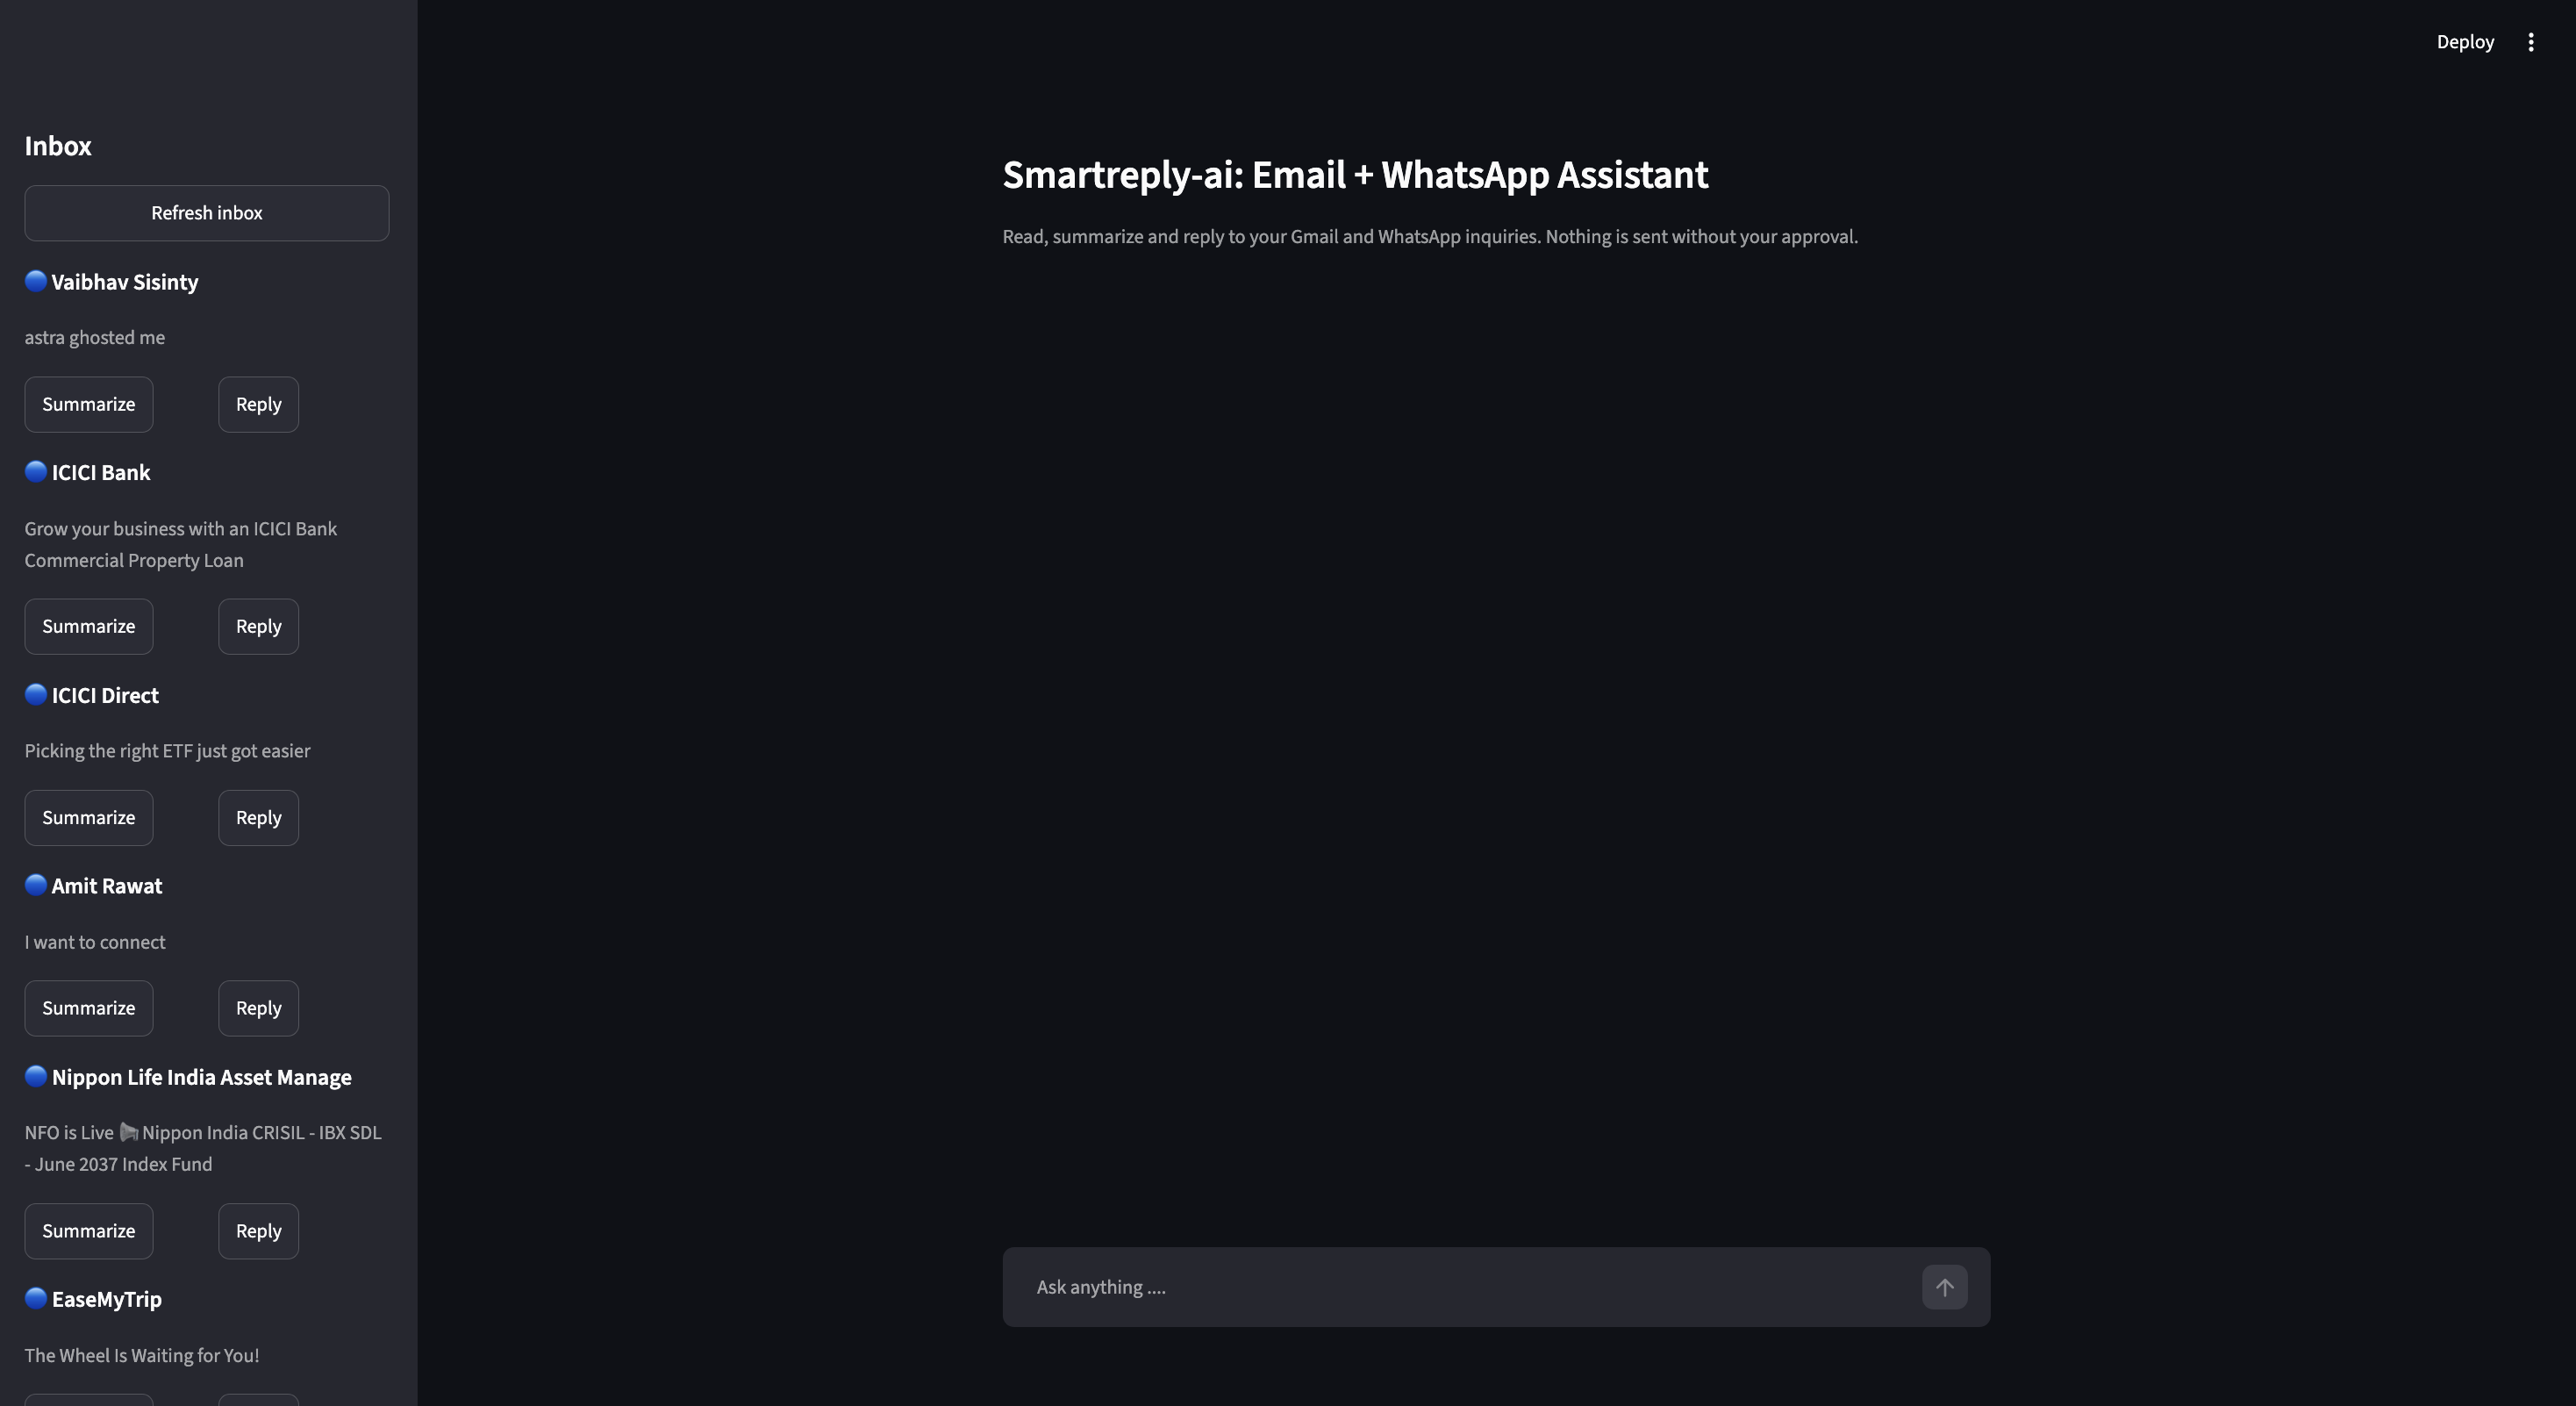 Deploy
Inbox
Refresh inbox
Vaibhav Sisinty
astra ghosted me
Summarize Reply
ICICI Bank
Grow your business with an ICICI Bank
Commercial Property Loan
Summarize Reply
ICICI Direct
Picking the right ETF just got easier
Summarize Reply
Amit Rawat
I want to connect
Summarize Reply
Nippon Life India Asset Manage
NFO is Live 📢 Nippon India CRISIL - IBX SDL
- June 2037 Index Fund
Summarize Reply
EaseMyTrip
The Wheel Is Waiting for You!
Smartreply-ai: Email + WhatsApp Assistant
Read, summarize and reply to your Gmail and WhatsApp inquiries. Nothing is sent without your approval.
Ask anything ....